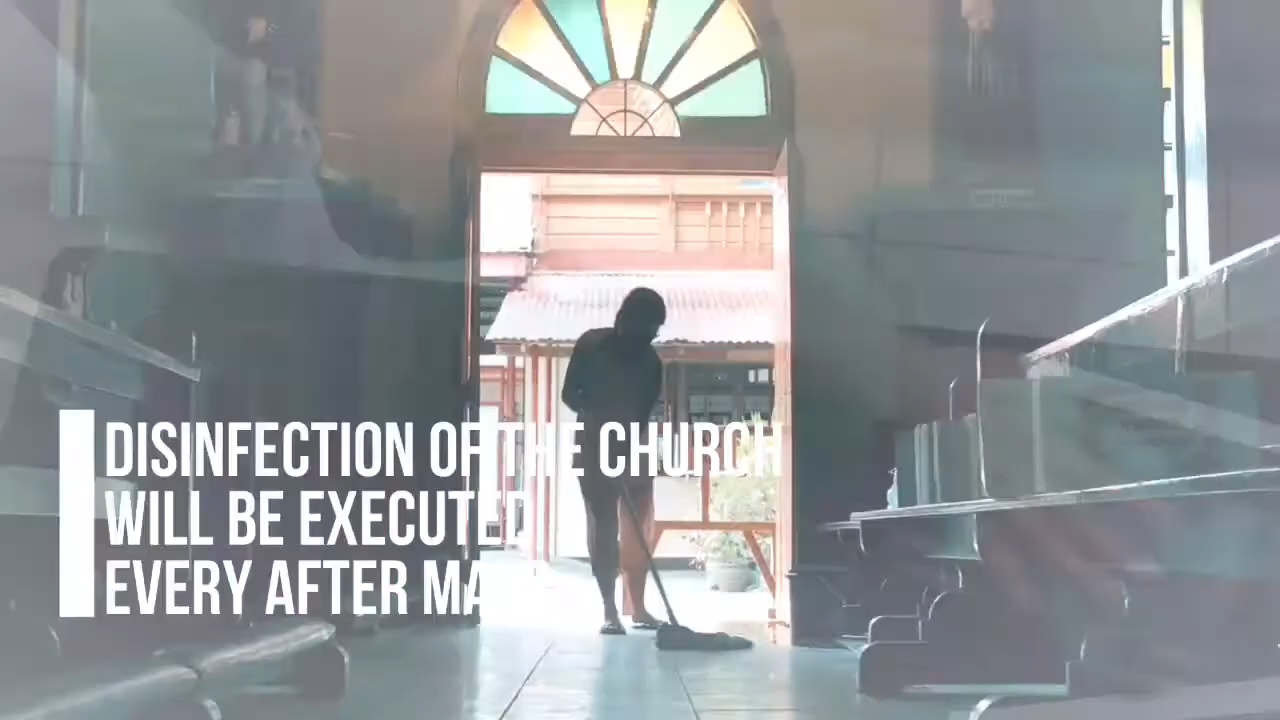 DISINFECTION OF THE CHURCH
WILL BE EXECUTED
EVERY AFTER